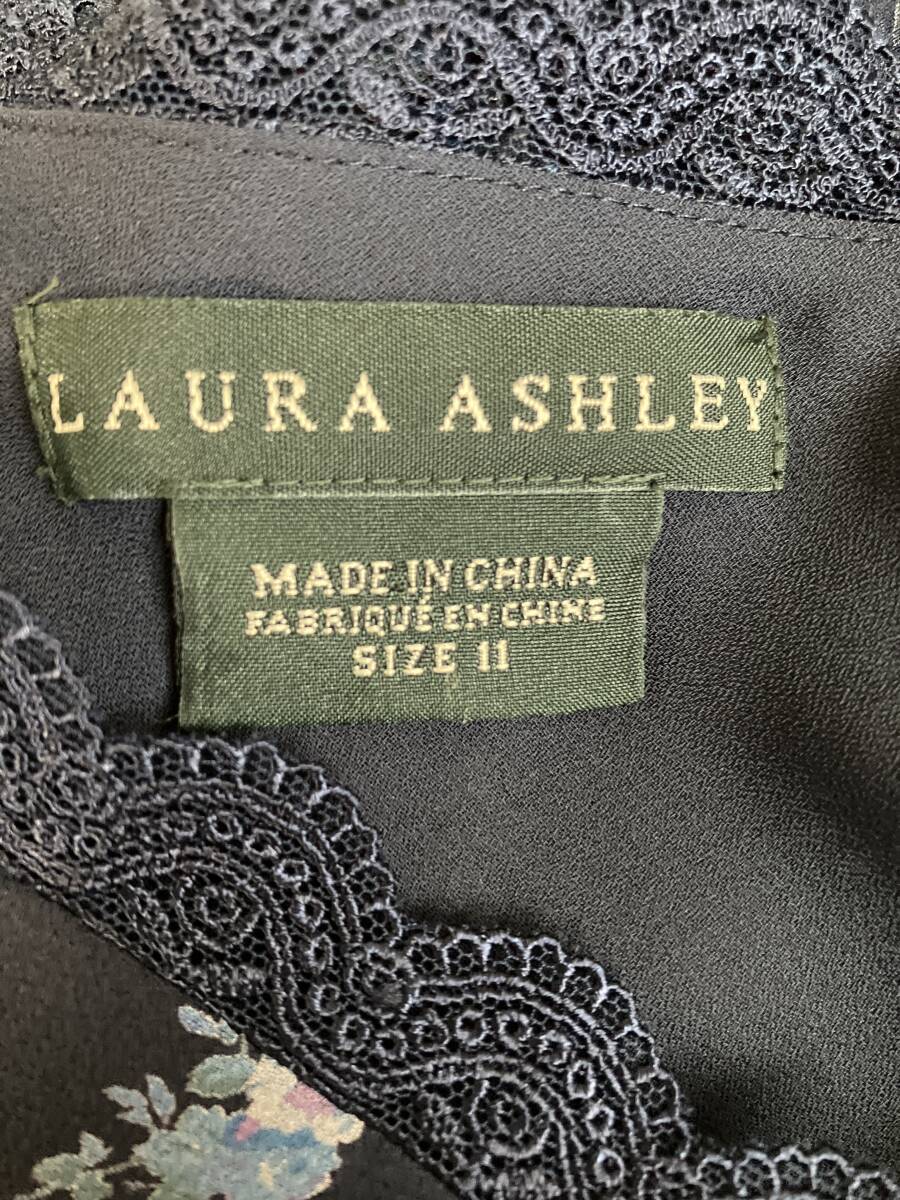 LAURA ASHLEY
MADE IN CHINA
FABRIQUÉ EN CHINE
SIZE 11